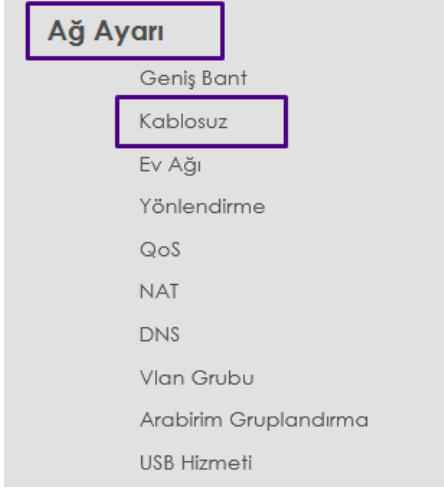 Ağ Ayarı
Geniş Bant
Kablosuz
Ev Ağı
Yönlendirme
QoS
NAT
DNS
Vlan Grubu
Arabirim Gruplandırma
USB Hizmeti